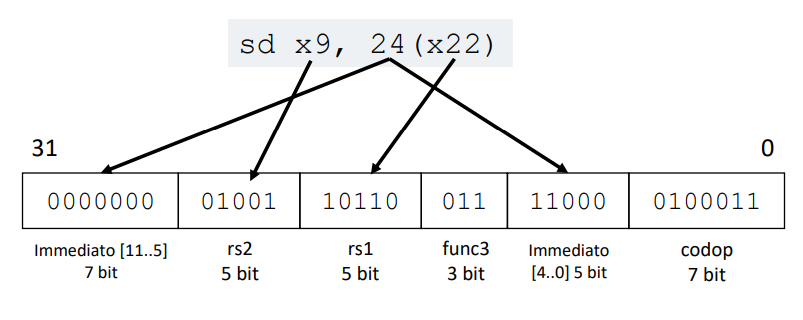 sd x9, 24(x22)
31 0
0000000 01001 10110 011 11000 0100011
Immediato [11..5] rs2 rs1 func3 Immediato codop
7 bit 5 bit 5 bit 3 bit [4..0] 5 bit 7 bit